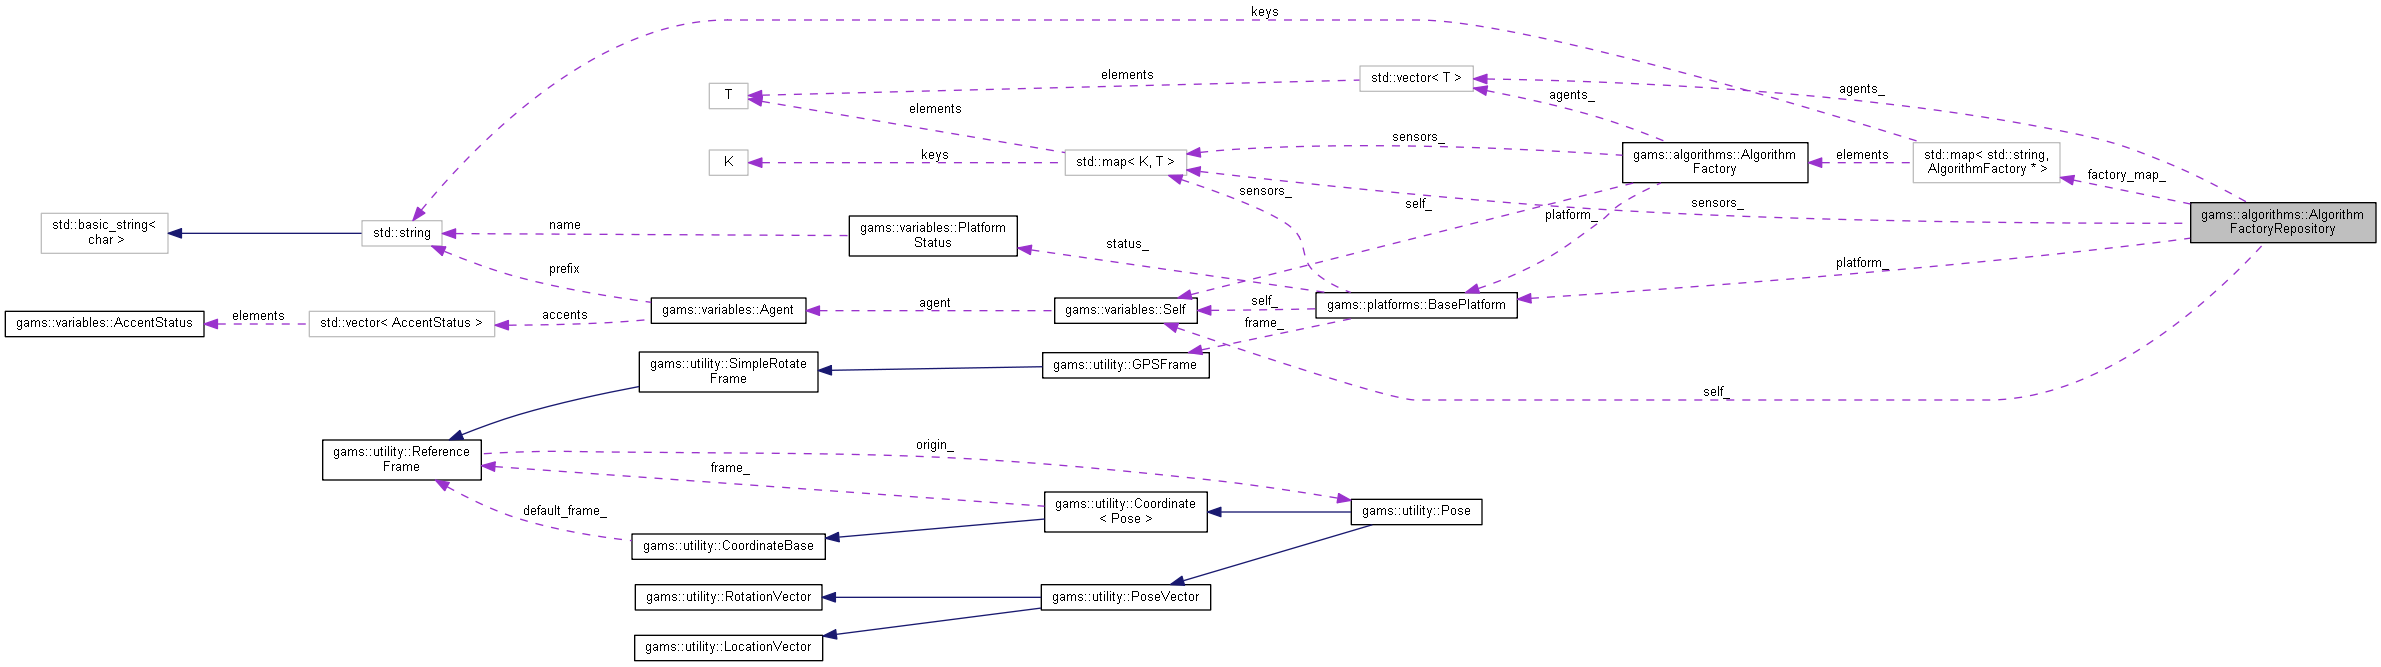 keys
elements
std::vector< T >
agents_
T
elements
agents_
sensors_
keys
K
std::map< K, T >
gams::algorithms::Algorithm
Factory
elements
std::map< std::string,
AlgorithmFactory * >
factory_map_
sensors_
self_
platform_
sensors_
gams::algorithms::Algorithm
FactoryRepository
std::basic_string<
char >
std::string
name
gams::variables::Platform
Status
status_
platform_
prefix
gams::variables::AccentStatus
elements
std::vector< AccentStatus >
accents
gams::variables::Agent
agent
gams::variables::Self
self_
gams::platforms::BasePlatform
frame_
gams::utility::SimpleRotate
Frame
gams::utility::GPSFrame
self_
gams::utility::Reference
Frame
origin_
frame_
default_frame_
gams::utility::Coordinate
< Pose >
gams::utility::Pose
gams::utility::CoordinateBase
gams::utility::RotationVector
gams::utility::PoseVector
gams::utility::LocationVector